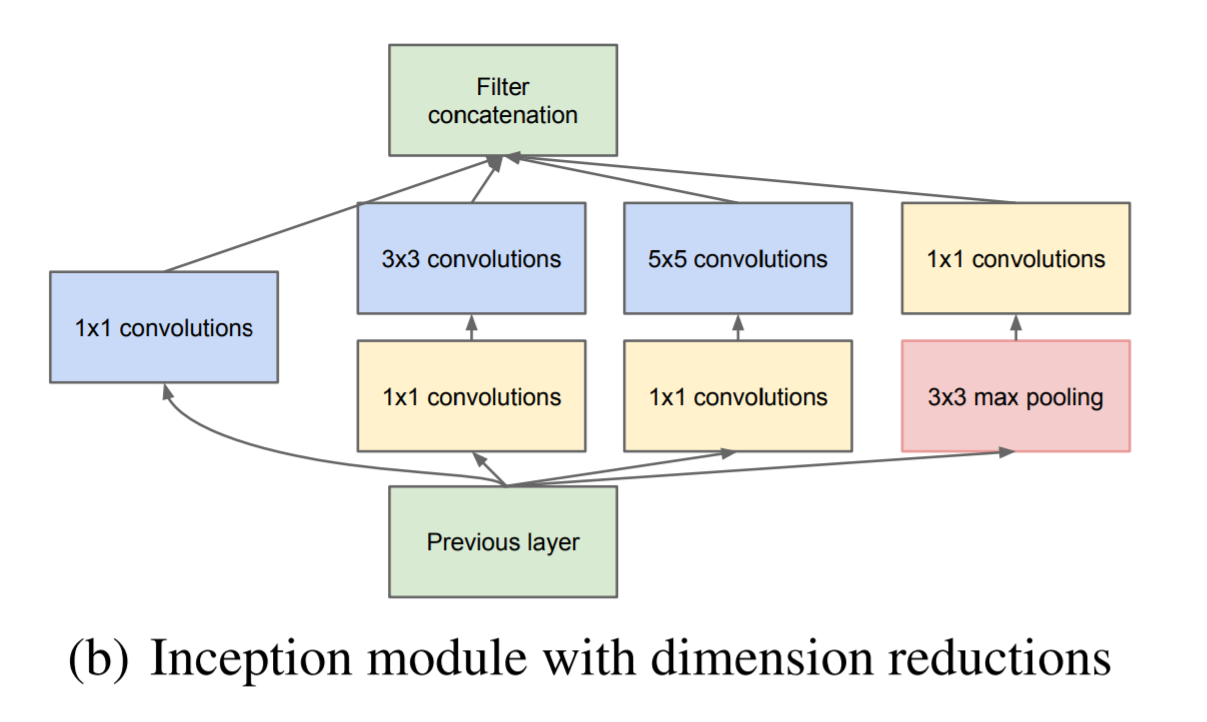 Filter
concatenation
3x3 convolutions
5x5 convolutions
1x1 convolutions
1x1 convolutions
1x1 convolutions
1x1 convolutions
3x3 max pooling
Previous layer
(b) Inception module with dimension reductions